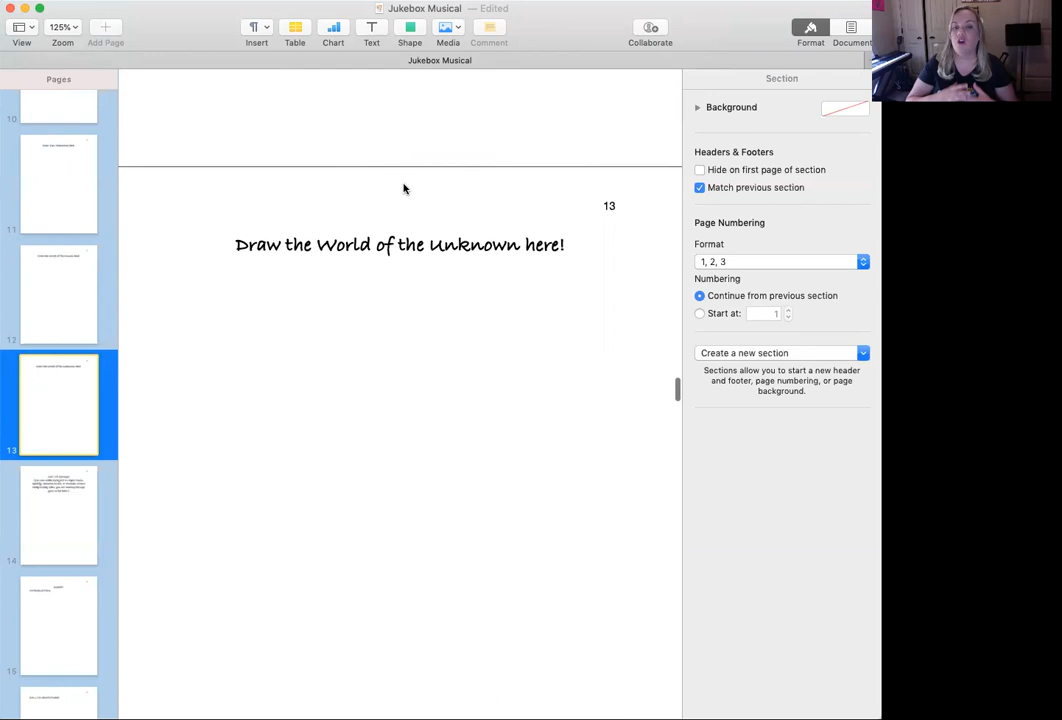 Jukebox Musical — Edited
125%
View
Zoom
Add Page
Insert
Table
Chart
Text
Shape
Media
Comment
Collaborate
Format
Document
Jukebox Musical
Pages
Section
10
11
12
13
14
15
13
Draw the World of the Unknown here!
Background
Headers & Footers
Hide on first page of section
Match previous section
Page Numbering
Format
1, 2, 3
Numbering
Continue from previous section
Start at: 1
Create a new section
Sections allow you to start a new header
and footer, page numbering, or page
background.